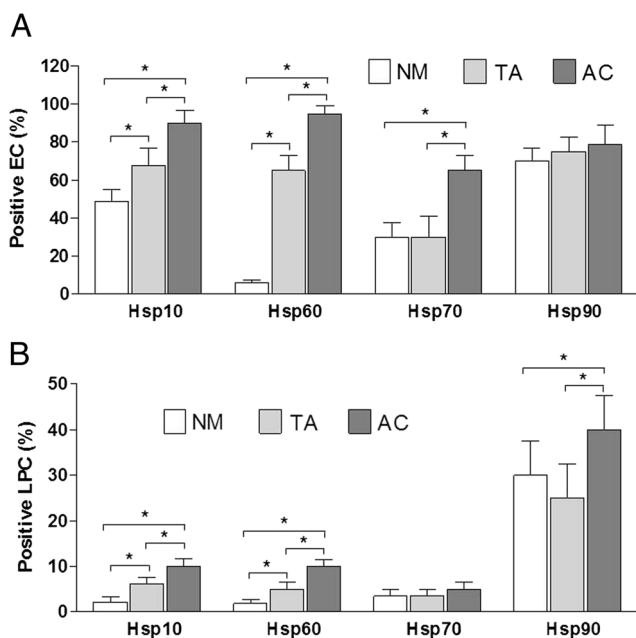 A
Positive EC (%)
120
100
80
60
40
20
0
NM TA AC
* * * * * * * *
Hsp10 Hsp60 Hsp70 Hsp90
B
Positive LPC (%)
50
40
30
20
10
0
NM TA AC
* * * * * * * *
Hsp10 Hsp60 Hsp70 Hsp90